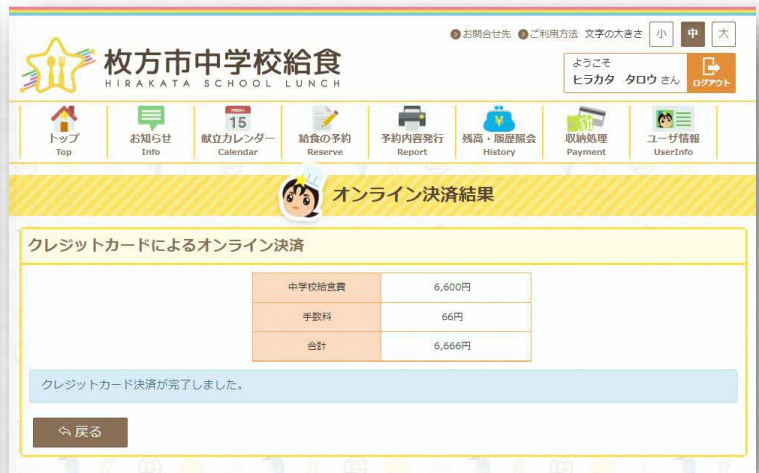 お問合せ先 ご利用方法 文字の大きさ 小 中 大
枚方市中学校給食
HIRAKATA SCHOOL LUNCH
ようこそ
ヒラカタ タロウ さん
ログアウト
トップ お知らせ 献立カレンダー 給食の予約 予約内容発行 残高・履歴照会 収納処理 ユーザ情報
Top Info Calendar Reserve Report History Payment UserInfo
15
オンライン決済結果
クレジットカードによるオンライン決済
中学校給食費 6,600円
手数料 66円
合計 6,666円
クレジットカード決済が完了しました。
戻る